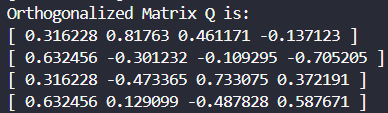 Orthogonalized Matrix Q is:
[ 0.316228 0.81763 0.461171 -0.137123 ]
[ 0.632456 -0.301232 -0.109295 -0.705205 ]
[ 0.316228 -0.473365 0.733075 0.372191 ]
[ 0.632456 0.129099 -0.487828 0.587671 ]